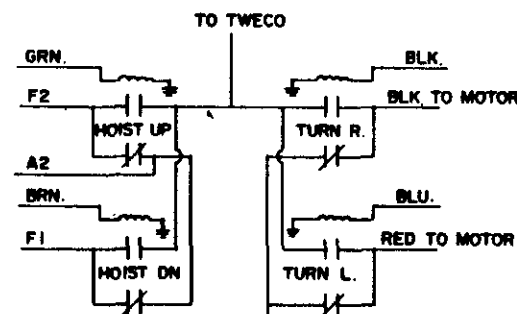 TO TWECO
GRN.
BLK.
F2
BLK. TO MOTOR
HOIST UP
TURN R.
A2
BRN.
BLU.
F1
RED TO MOTOR
HOIST DN
TURN L.